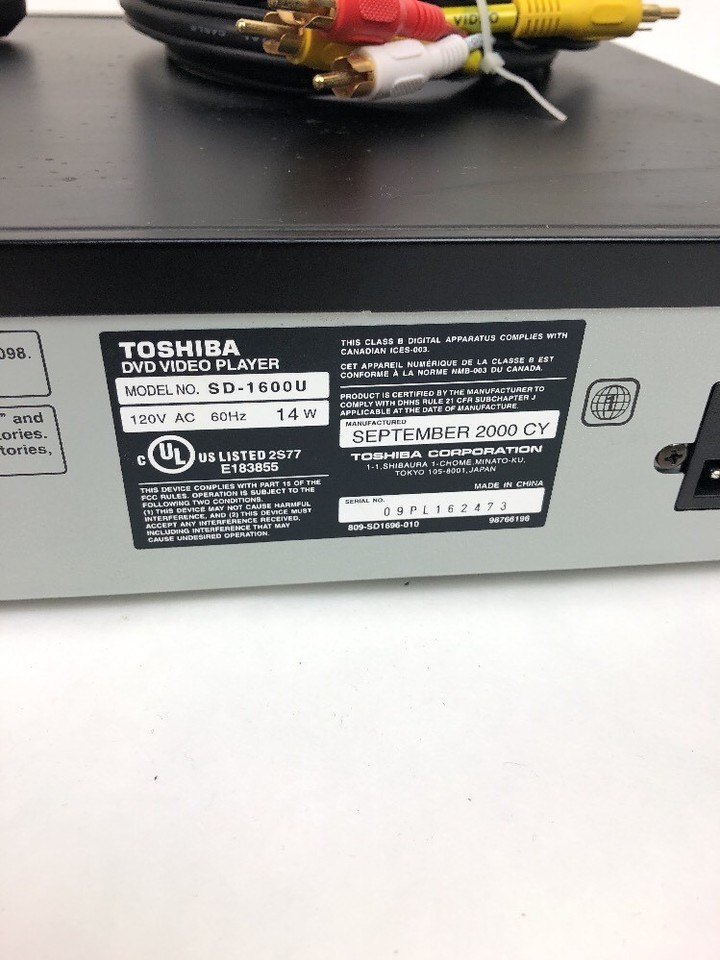 VIDEO
CABLE
098.
" and
tories.
tories,
TOSHIBA
DVD VIDEO PLAYER
MODEL NO. SD-1600U
120V AC 60Hz 14 W
C UL US LISTED 2S77
E183855
THIS DEVICE COMPLIES WITH PART 15 OF THE
FCC RULES. OPERATION IS SUBJECT TO THE
FOLLOWING TWO CONDITIONS.
(1) THIS DEVICE MAY NOT CAUSE HARMFUL
INTERFERENCE, AND (2) THIS DEVICE MUST
ACCEPT ANY INTERFERENCE RECEIVED,
INCLUDING INTERFERENCE THAT MAY
CAUSE UNDESIRED OPERATION.
THIS CLASS B DIGITAL APPARATUS COMPLIES WITH
CANADIAN ICES-003.
CET APPAREIL NUMÉRIQUE DE LA CLASSE B EST
CONFORME À LA NORME NMB-003 DU CANADA.
PRODUCT IS CERTIFIED BY THE MANUFACTURER TO
COMPLY WITH DHHS RULE 21 CFR SUBCHAPTER J
APPLICABLE AT THE DATE OF MANUFACTURE.
MANUFACTURED
SEPTEMBER 2000 CY
TOSHIBA CORPORATION
1-1, SHIBAURA 1-CHOME, MINATO-KU,
TOKYO 105-8001, JAPAN
MADE IN CHINA
SERIAL NO.
09PL162473
809-SD1696-010 98766196